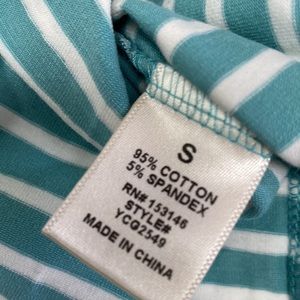 S
95% COTTON
5% SPANDEX
RN# 153146
STYLE#
YCG2549
MADE IN CHINA